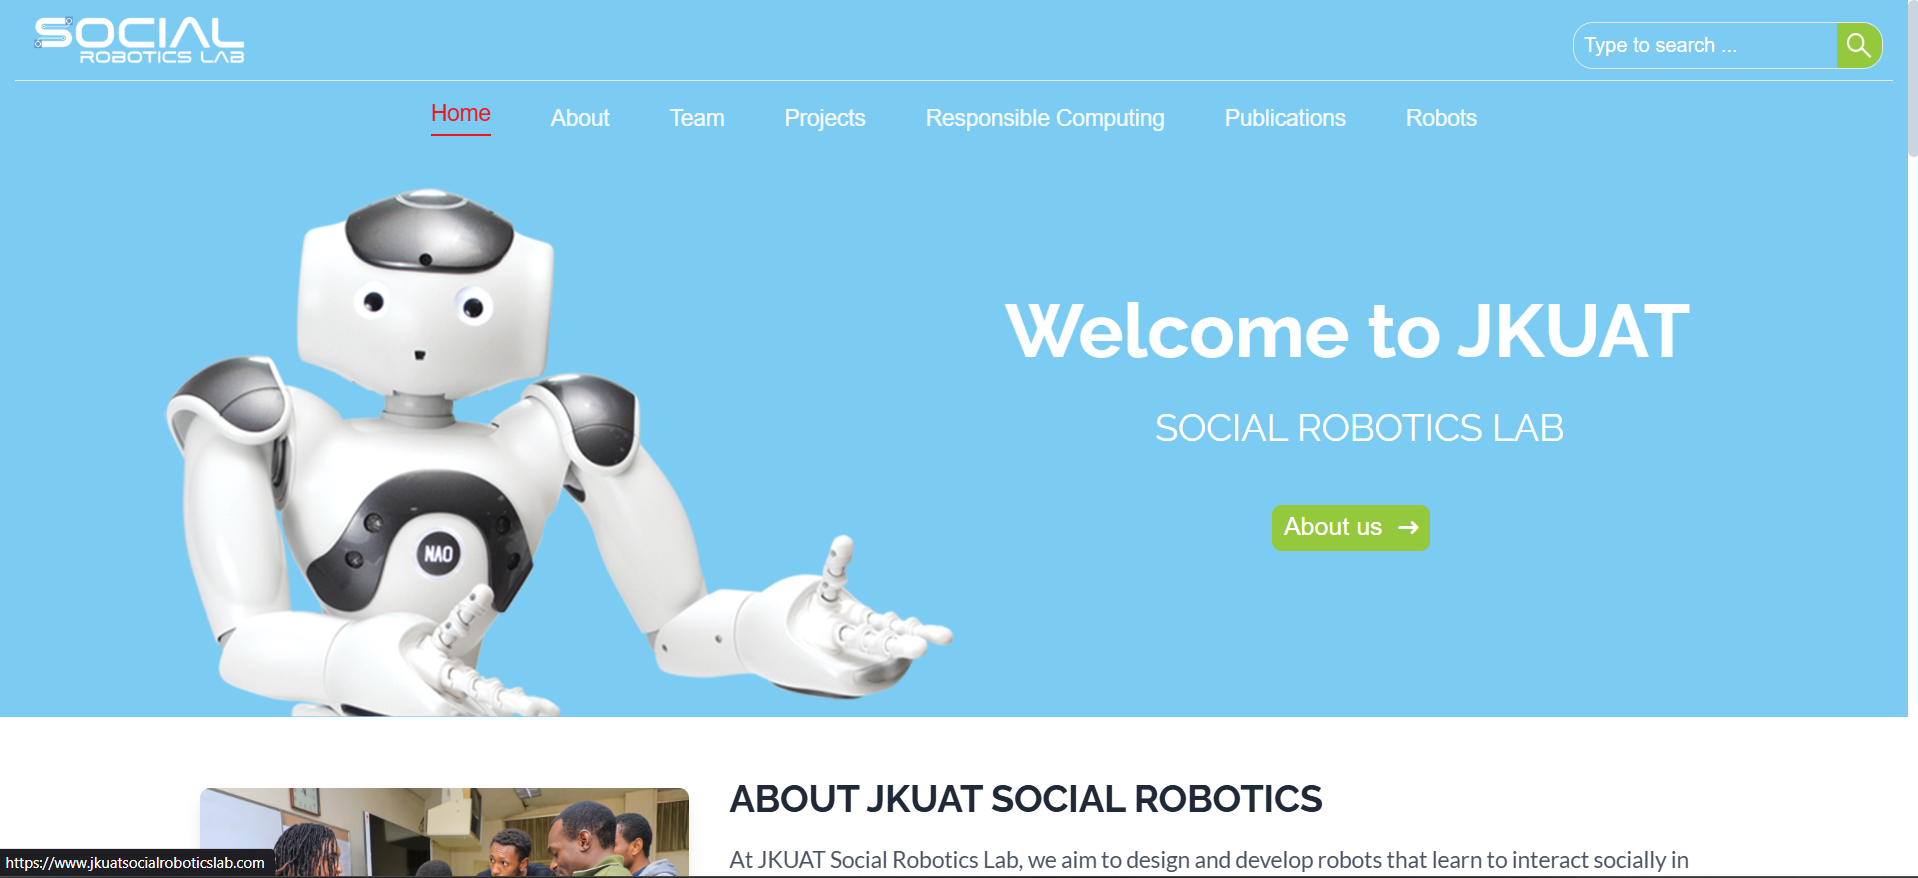 SOCIAL
ROBOTICS LAB
Type to search ...
Home About Team Projects Responsible Computing Publications Robots
NAO
Welcome to JKUAT
SOCIAL ROBOTICS LAB
About us →
ABOUT JKUAT SOCIAL ROBOTICS
At JKUAT Social Robotics Lab, we aim to design and develop robots that learn to interact socially in
https://www.jkuatsocialroboticslab.com